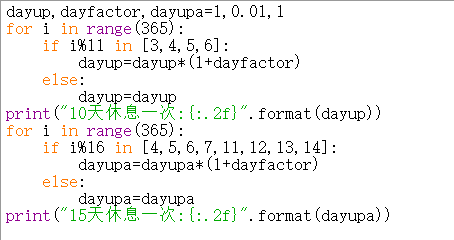 dayup,dayfactor,dayupa=1,0.01,1
for i in range(365):
    if i%11 in [3,4,5,6]:
        dayup=dayup*(1+dayfactor)
    else:
        dayup=dayup
print("10天休息一次:{:.2f}".format(dayup))
for i in range(365):
    if i%16 in [4,5,6,7,11,12,13,14]:
        dayupa=dayupa*(1+dayfactor)
    else:
        dayupa=dayupa
print("15天休息一次:{:.2f}".format(dayupa))